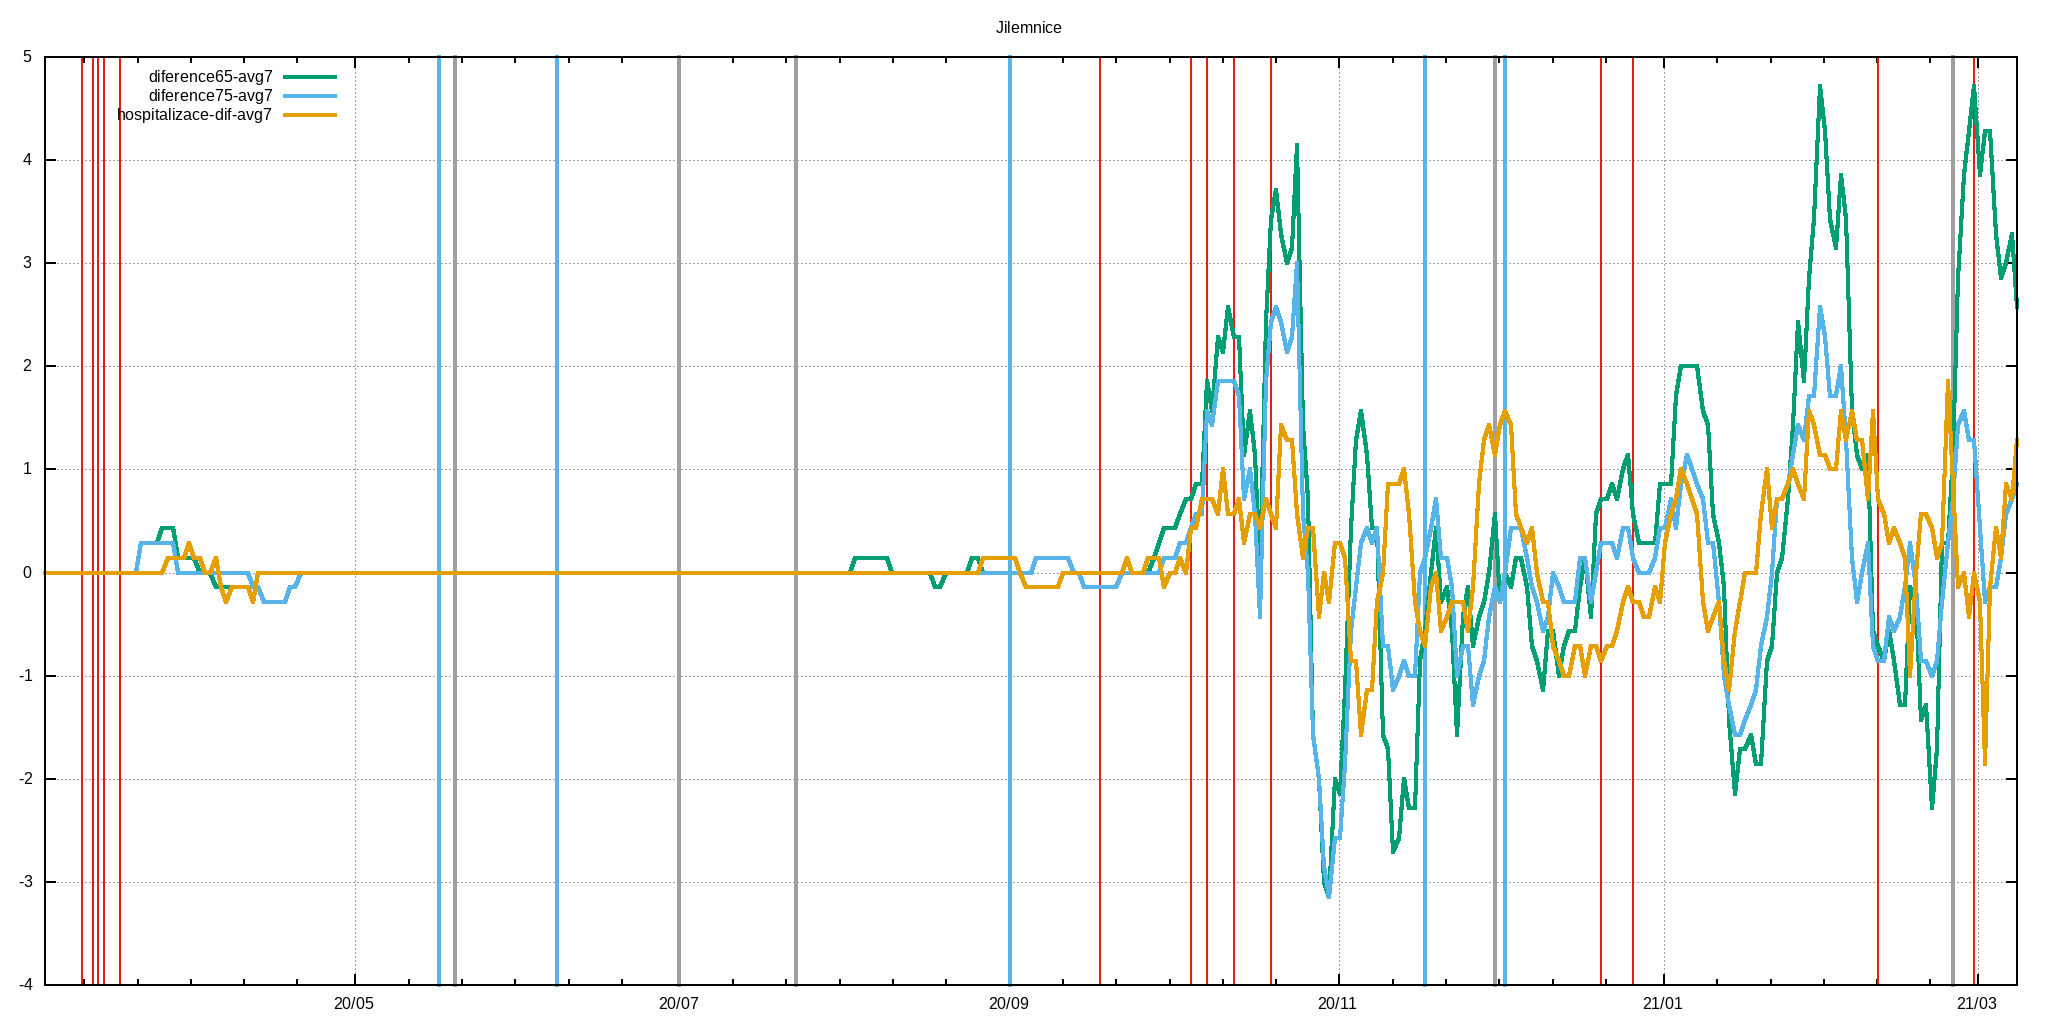 Jilemnice
diference65-avg7
diference75-avg7
hospitalizace-dif-avg7
5
4
3
2
1
0
-1
-2
-3
-4
20/05 20/07 20/09 20/11 21/01 21/03